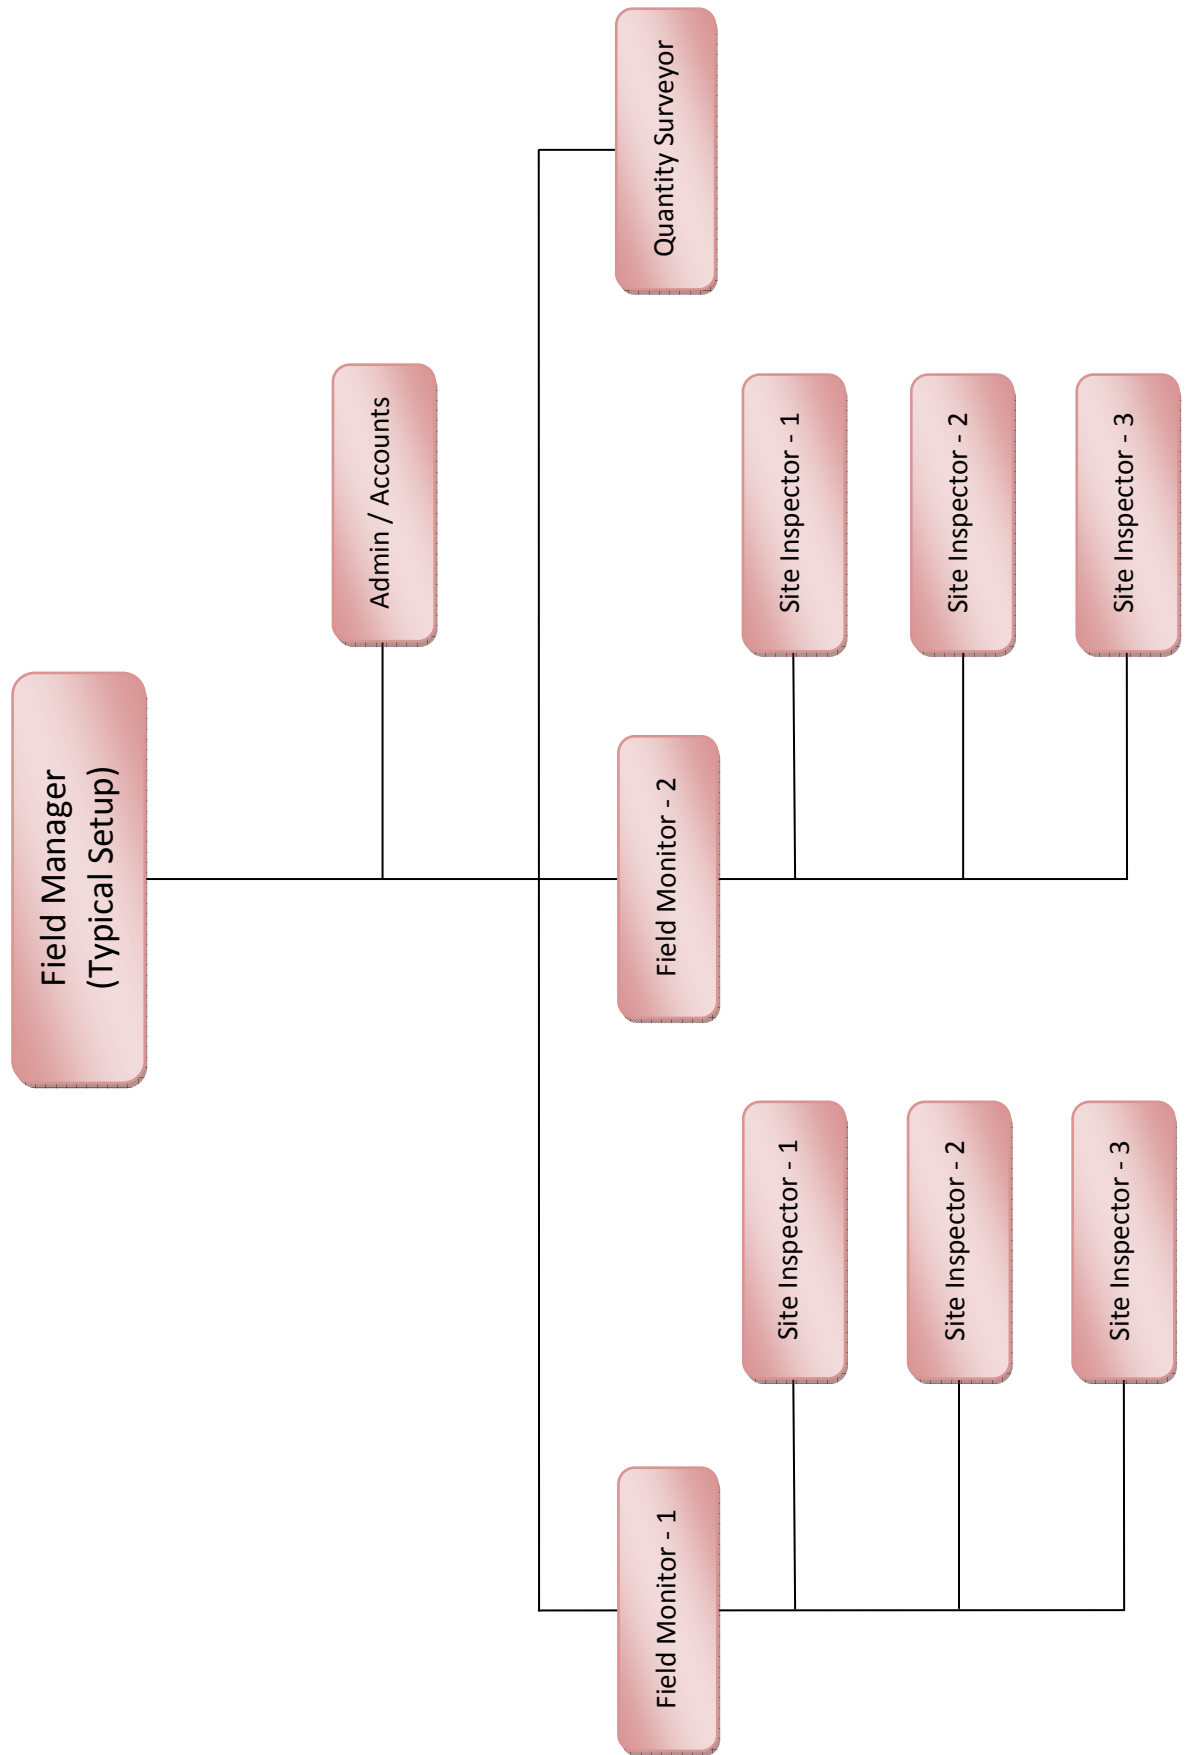 Field Manager
(Typical Setup)
Admin / Accounts
Field Monitor - 1
Field Monitor - 2
Quantity Surveyor
Site Inspector - 1
Site Inspector - 2
Site Inspector - 3
Site Inspector - 1
Site Inspector - 2
Site Inspector - 3